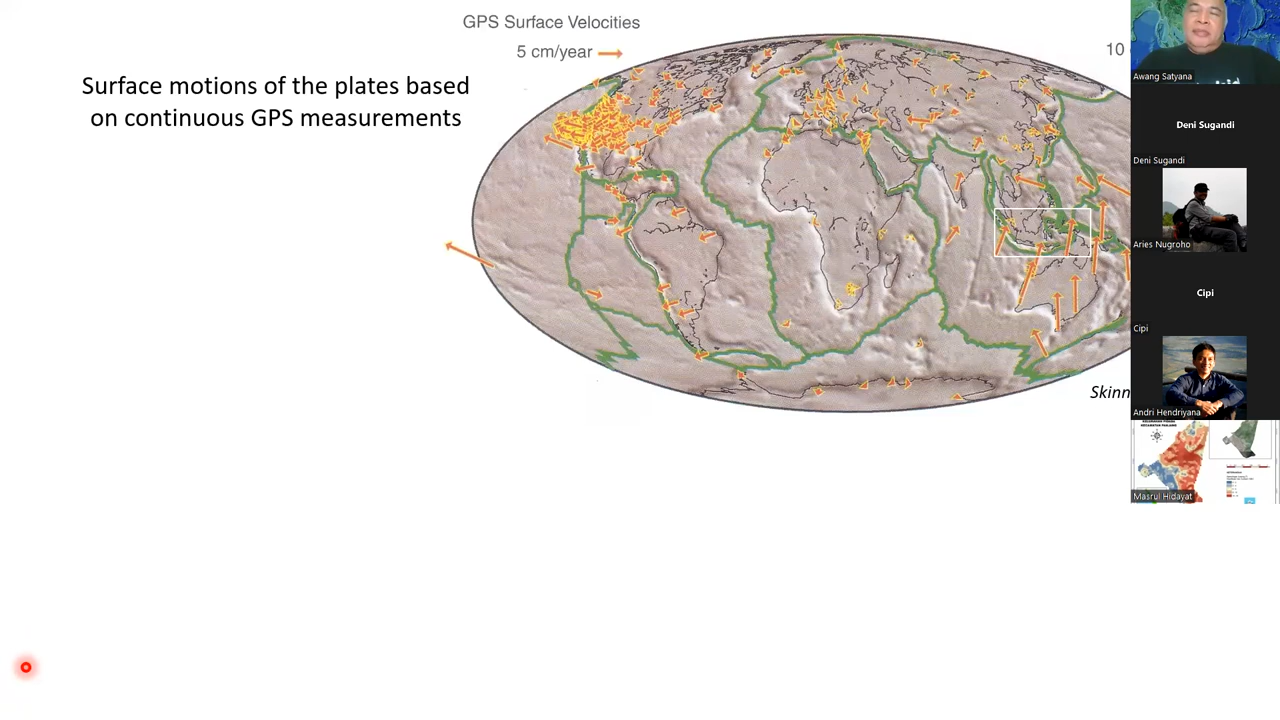 GPS Surface Velocities
5 cm/year
10
Surface motions of the plates based
on continuous GPS measurements
Skinn
Awang Satyana
Deni Sugandi
Deni Sugandi
Aries Nugroho
Cipi
Cipi
Andri Hendriyana
Masrul Hidayat